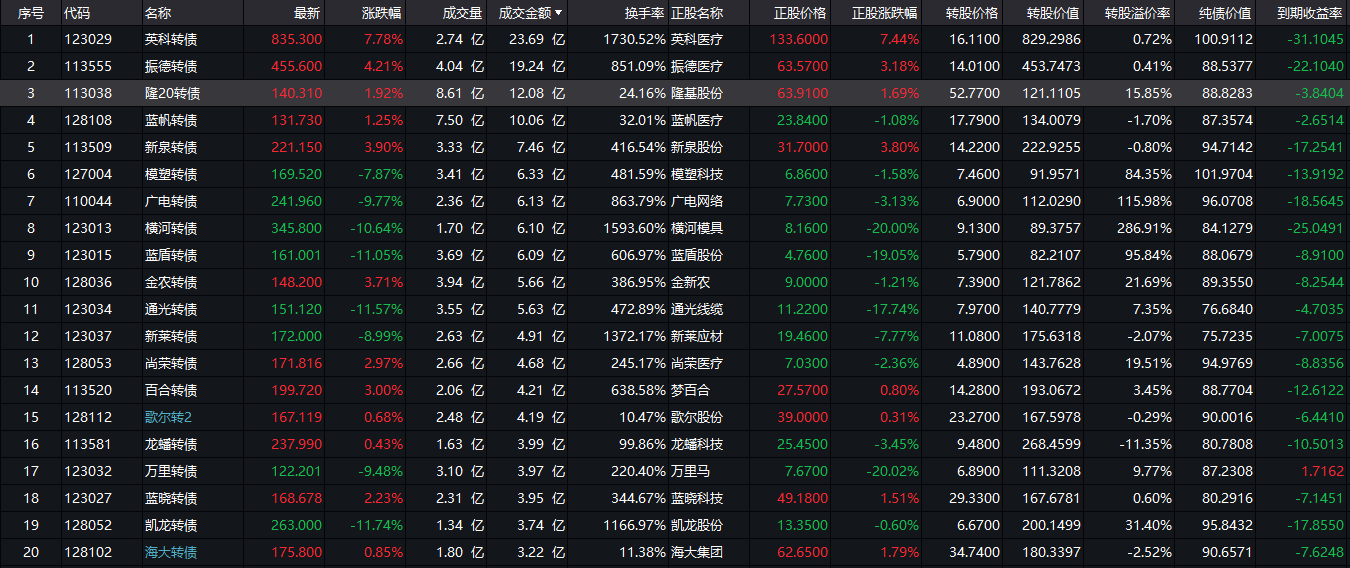 序号 代码 名称 最新 涨跌幅 成交量 成交金额 换手率 正股名称 正股价格 正股涨跌幅 转股价格 转股价值 转股溢价率 纯债价值 到期收益率
1 123029 英科转债 835.300 7.78% 2.74 亿 23.69 亿 1730.52% 英科医疗 133.6000 7.44% 16.1100 829.2986 0.72% 100.9112 -31.1045
2 113555 振德转债 455.600 4.21% 4.04 亿 19.24 亿 851.09% 振德医疗 63.5700 3.18% 14.0100 453.7473 0.41% 88.5377 -22.1040
3 113038 隆20转债 140.310 1.92% 8.61 亿 12.08 亿 24.16% 隆基股份 63.9100 1.69% 52.7700 121.1105 15.85% 88.8283 -3.8404
4 128108 蓝帆转债 131.730 1.25% 7.50 亿 10.06 亿 32.01% 蓝帆医疗 23.8400 -1.08% 17.7900 134.0079 -1.70% 87.3574 -2.6514
5 113509 新泉转债 221.150 3.90% 3.33 亿 7.46 亿 416.54% 新泉股份 31.7000 3.80% 14.2200 222.9255 -0.80% 94.7142 -17.2541
6 127004 模塑转债 169.520 -7.87% 3.41 亿 6.33 亿 481.59% 模塑科技 6.8600 -1.58% 7.4600 91.9571 84.35% 101.9704 -13.9192
7 110044 广电转债 241.960 -9.77% 2.36 亿 6.13 亿 863.79% 广电网络 7.7300 -3.13% 6.9000 112.0290 115.98% 96.0708 -18.5645
8 123013 横河转债 345.800 -10.64% 1.70 亿 6.10 亿 1593.60% 横河模具 8.1600 -20.00% 9.1300 89.3757 286.91% 84.1279 -25.0491
9 123015 蓝盾转债 161.001 -11.05% 3.69 亿 6.09 亿 606.97% 蓝盾股份 4.7600 -19.05% 5.7900 82.2107 95.84% 88.0679 -8.9100
10 128036 金农转债 148.200 3.71% 3.94 亿 5.66 亿 386.95% 金新农 9.0000 -1.21% 7.3900 121.7862 21.69% 89.3550 -8.2544
11 123034 通光转债 151.120 -11.57% 3.55 亿 5.63 亿 472.89% 通光线缆 11.2200 -17.74% 7.9700 140.7779 7.35% 76.6840 -4.7035
12 123037 新莱转债 172.000 -8.99% 2.63 亿 4.91 亿 1372.17% 新莱应材 19.4600 -7.77% 11.0800 175.6318 -2.07% 75.7235 -7.0075
13 128053 尚荣转债 171.816 2.97% 2.66 亿 4.68 亿 245.17% 尚荣医疗 7.0300 -2.36% 4.8900 143.7628 19.51% 94.9769 -8.8356
14 113520 百合转债 199.720 3.00% 2.06 亿 4.21 亿 638.58% 梦百合 27.5700 0.80% 14.2800 193.0672 3.45% 88.7704 -12.6122
15 128112 歌尔转2 167.119 0.68% 2.48 亿 4.19 亿 10.47% 歌尔股份 39.0000 0.31% 23.2700 167.5978 -0.29% 90.0016 -6.4410
16 113581 龙蟠转债 237.990 0.43% 1.63 亿 3.99 亿 99.86% 龙蟠科技 25.4500 -3.45% 9.4800 268.4599 -11.35% 80.7808 -10.5013
17 123032 万里转债 122.201 -9.48% 3.10 亿 3.97 亿 220.40% 万里马 7.6700 -20.02% 6.8900 111.3208 9.77% 87.2308 1.7162
18 123027 蓝晓转债 168.678 2.23% 2.31 亿 3.95 亿 344.67% 蓝晓科技 49.1800 1.51% 29.3300 167.6781 0.60% 80.2916 -7.1451
19 128052 凯龙转债 263.000 -11.74% 1.34 亿 3.74 亿 1166.97% 凯龙股份 13.3500 -0.60% 6.6700 200.1499 31.40% 95.8432 -17.8550
20 128102 海大转债 175.800 0.85% 1.80 亿 3.22 亿 11.38% 海大集团 62.6500 1.79% 34.7400 180.3397 -2.52% 90.6571 -7.6248